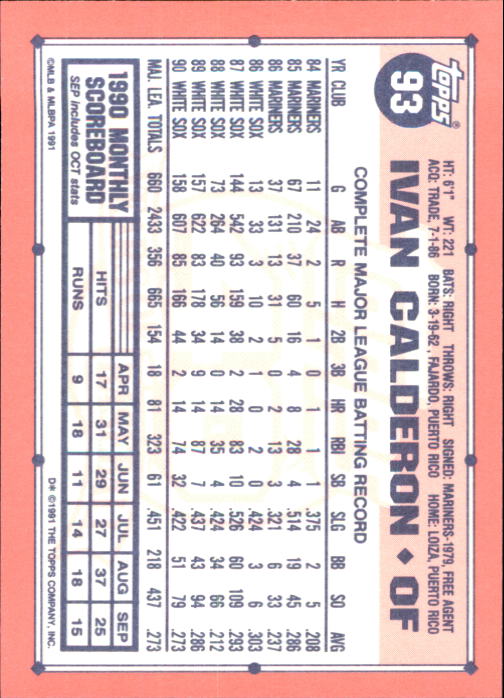 topps®
93
IVAN CALDERON ◆ OF
HT: 6'1" WT: 221 BATS: RIGHT THROWS: RIGHT SIGNED: MARINERS-1979, FREE AGENT
ACQ: TRADE, 7-1-86 BORN: 3-19-62, FAJARDO, PUERTO RICO HOME: LOIZA, PUERTO RICO
COMPLETE MAJOR LEAGUE BATTING RECORD
YR CLUB G AB R H 2B 3B HR RBI SB SLG BB SO AVG
84 MARINERS 11 24 2 5 1 0 1 1 1 .375 2 5 .208
85 MARINERS 67 210 37 60 16 4 8 28 4 .514 19 45 .286
86 MARINERS 37 131 13 31 5 0 2 13 3 .321 6 33 .237
86 WHITE SOX 13 33 3 10 2 1 0 2 0 .424 3 6 .303
87 WHITE SOX 144 542 93 159 38 2 28 83 10 .526 60 109 .293
88 WHITE SOX 73 264 40 56 14 0 14 35 4 .424 34 66 .212
89 WHITE SOX 157 622 83 178 34 9 14 87 7 .437 43 94 .286
90 WHITE SOX 158 607 85 166 44 2 14 74 32 .422 51 79 .273
MAJ. LEA. TOTALS 660 2433 356 665 154 18 81 323 61 .451 218 437 .273
1990 MONTHLY
SCOREBOARD
SEP includes OCT stats
APR MAY JUN JUL AUG SEP
HITS 17 31 29 27 37 25
RUNS 9 18 11 14 18 15
©MLB & MLBPA 1991
D✻ ©1991 THE TOPPS COMPANY, INC.